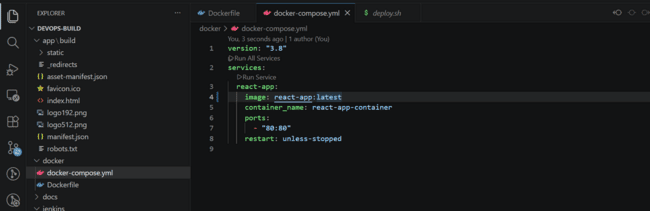 EXPLORER
DEVOPS-BUILD
app \ build
static
_redirects
asset-manifest.json
favicon.ico
index.html
logo192.png
logo512.png
manifest.json
robots.txt
docker
docker-compose.yml
Dockerfile
docs
jenkins
Dockerfile docker-compose.yml deploy.sh
docker > docker-compose.yml
You, 3 seconds ago | 1 author (You)
1 version: "3.8"
Run All Services
2 services:
Run Service
3 react-app:
4 image: react-app:latest
5 container_name: react-app-container
6 ports:
7 - "80:80"
8 restart: unless-stopped
9